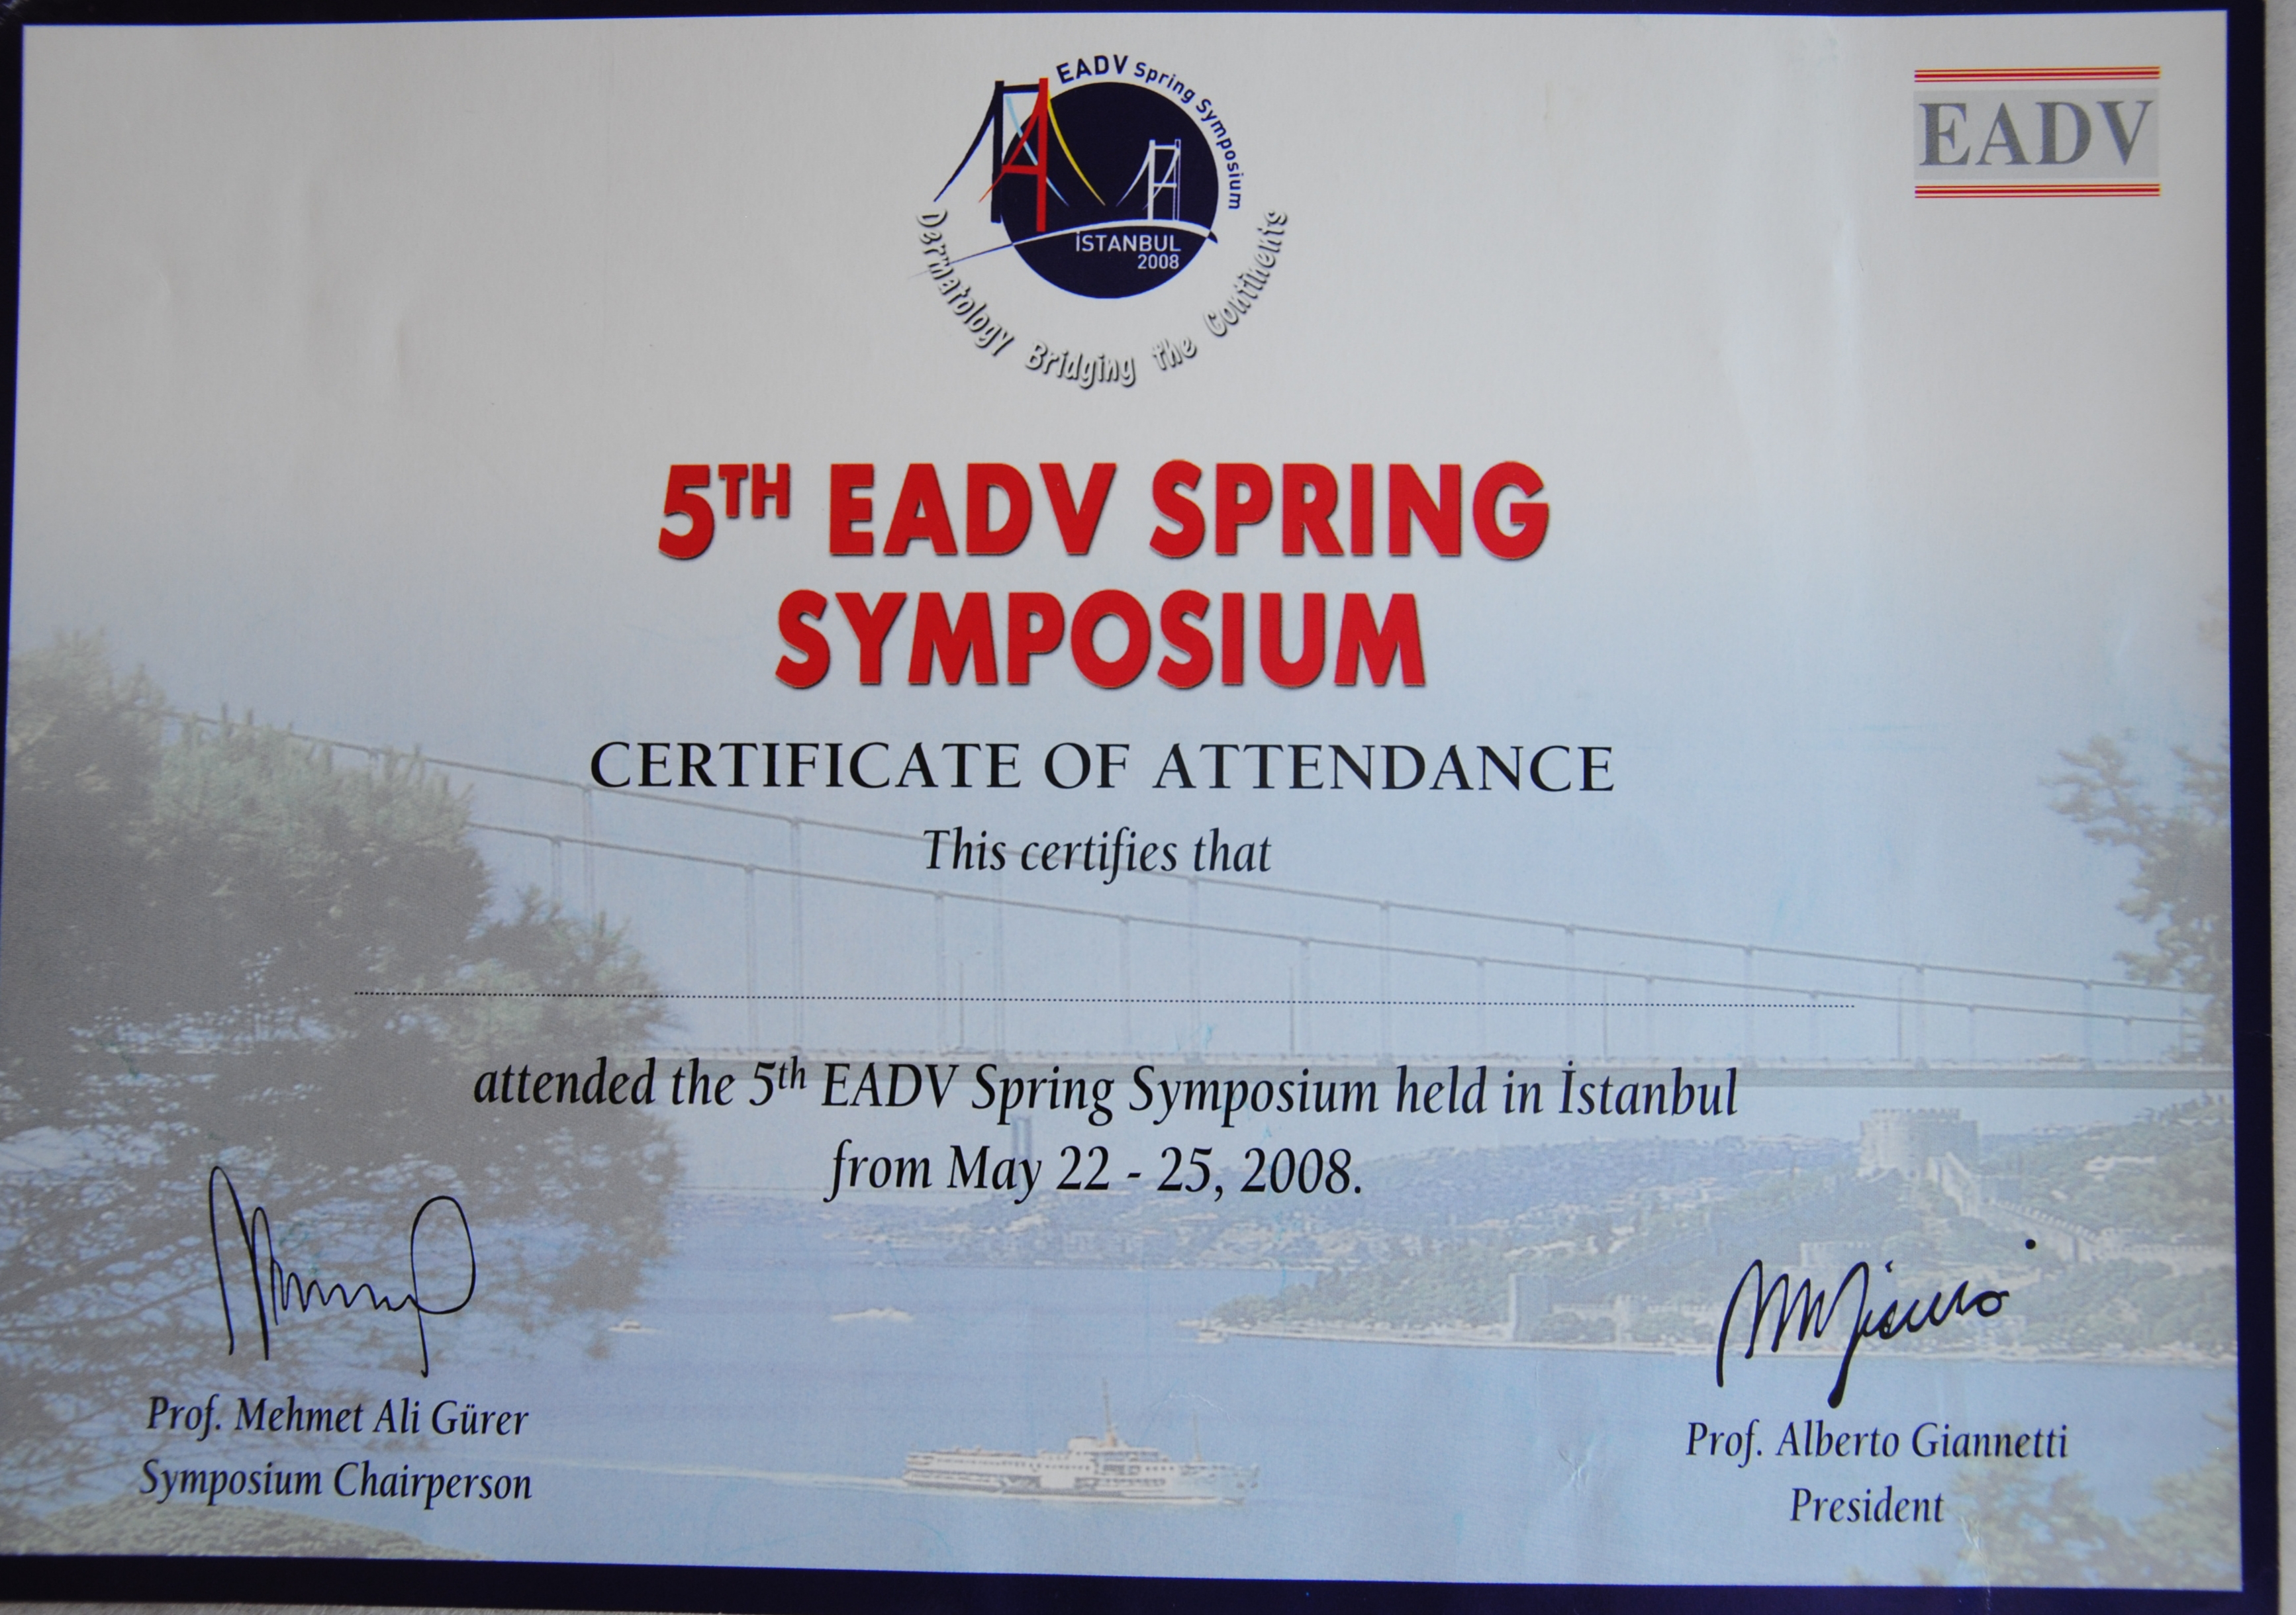 EADV Spring Symposium
İSTANBUL
2008
Dermatology Bridging the Continents
EADV
5TH EADV SPRING
SYMPOSIUM
CERTIFICATE OF ATTENDANCE
This certifies that
attended the 5th EADV Spring Symposium held in İstanbul
from May 22 - 25, 2008.
Prof. Mehmet Ali Gürer
Symposium Chairperson
Prof. Alberto Giannetti
President